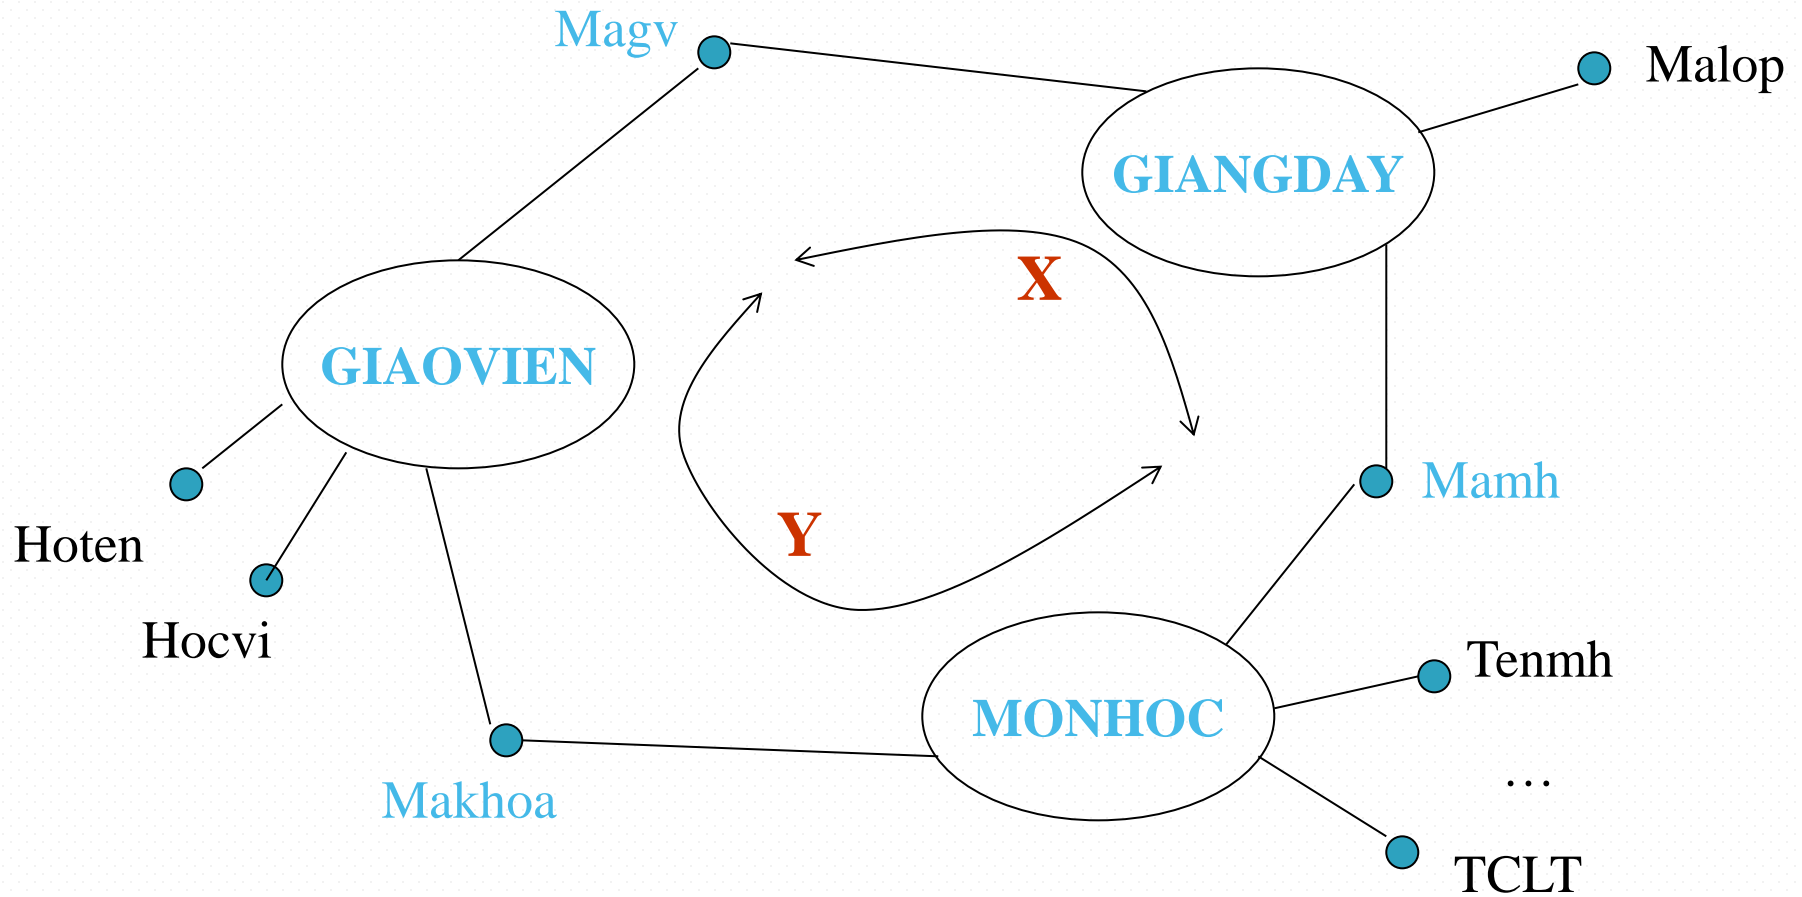 Magv
Malop
GIANGDAY
X
GIAOVIEN
Mamh
Y
Hoten
Hocvi
Tenmh
MONHOC
…
Makhoa
TCLT